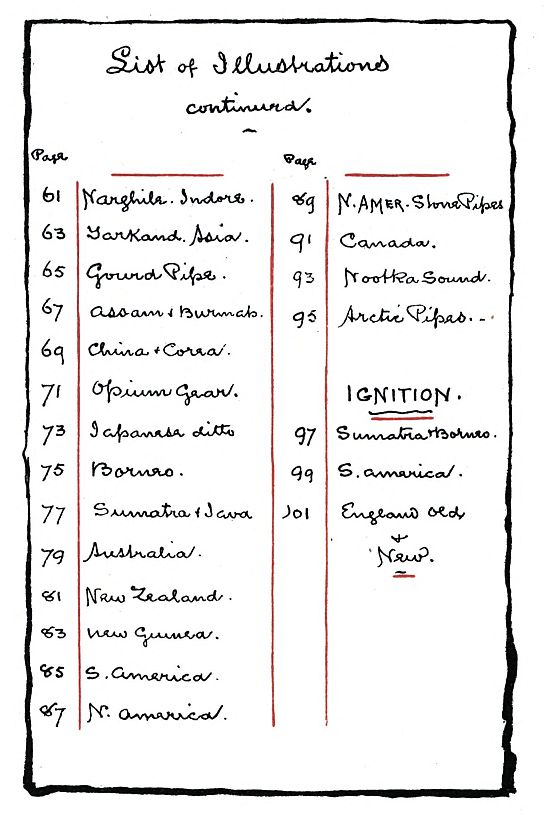 List of Illustrations
continued.
Page
61 Narghile. Indore.
63 Yarkand. Asia.
65 Gourd Pipe.
67 Assam & Burmah.
69 China & Corea.
71 Opium Gear.
73 Japanese ditto
75 Borneo.
77 Sumatra & Java
79 Australia.
81 New Zealand.
83 New Guinea.
85 S. America.
87 N. America.
Page
89 N. AMER. Stone Pipes
91 Canada.
93 Nootka Sound.
95 Arctic Pipes.
IGNITION.
97 Sumatra & Borneo.
99 S. America.
101 England Old
&
New.